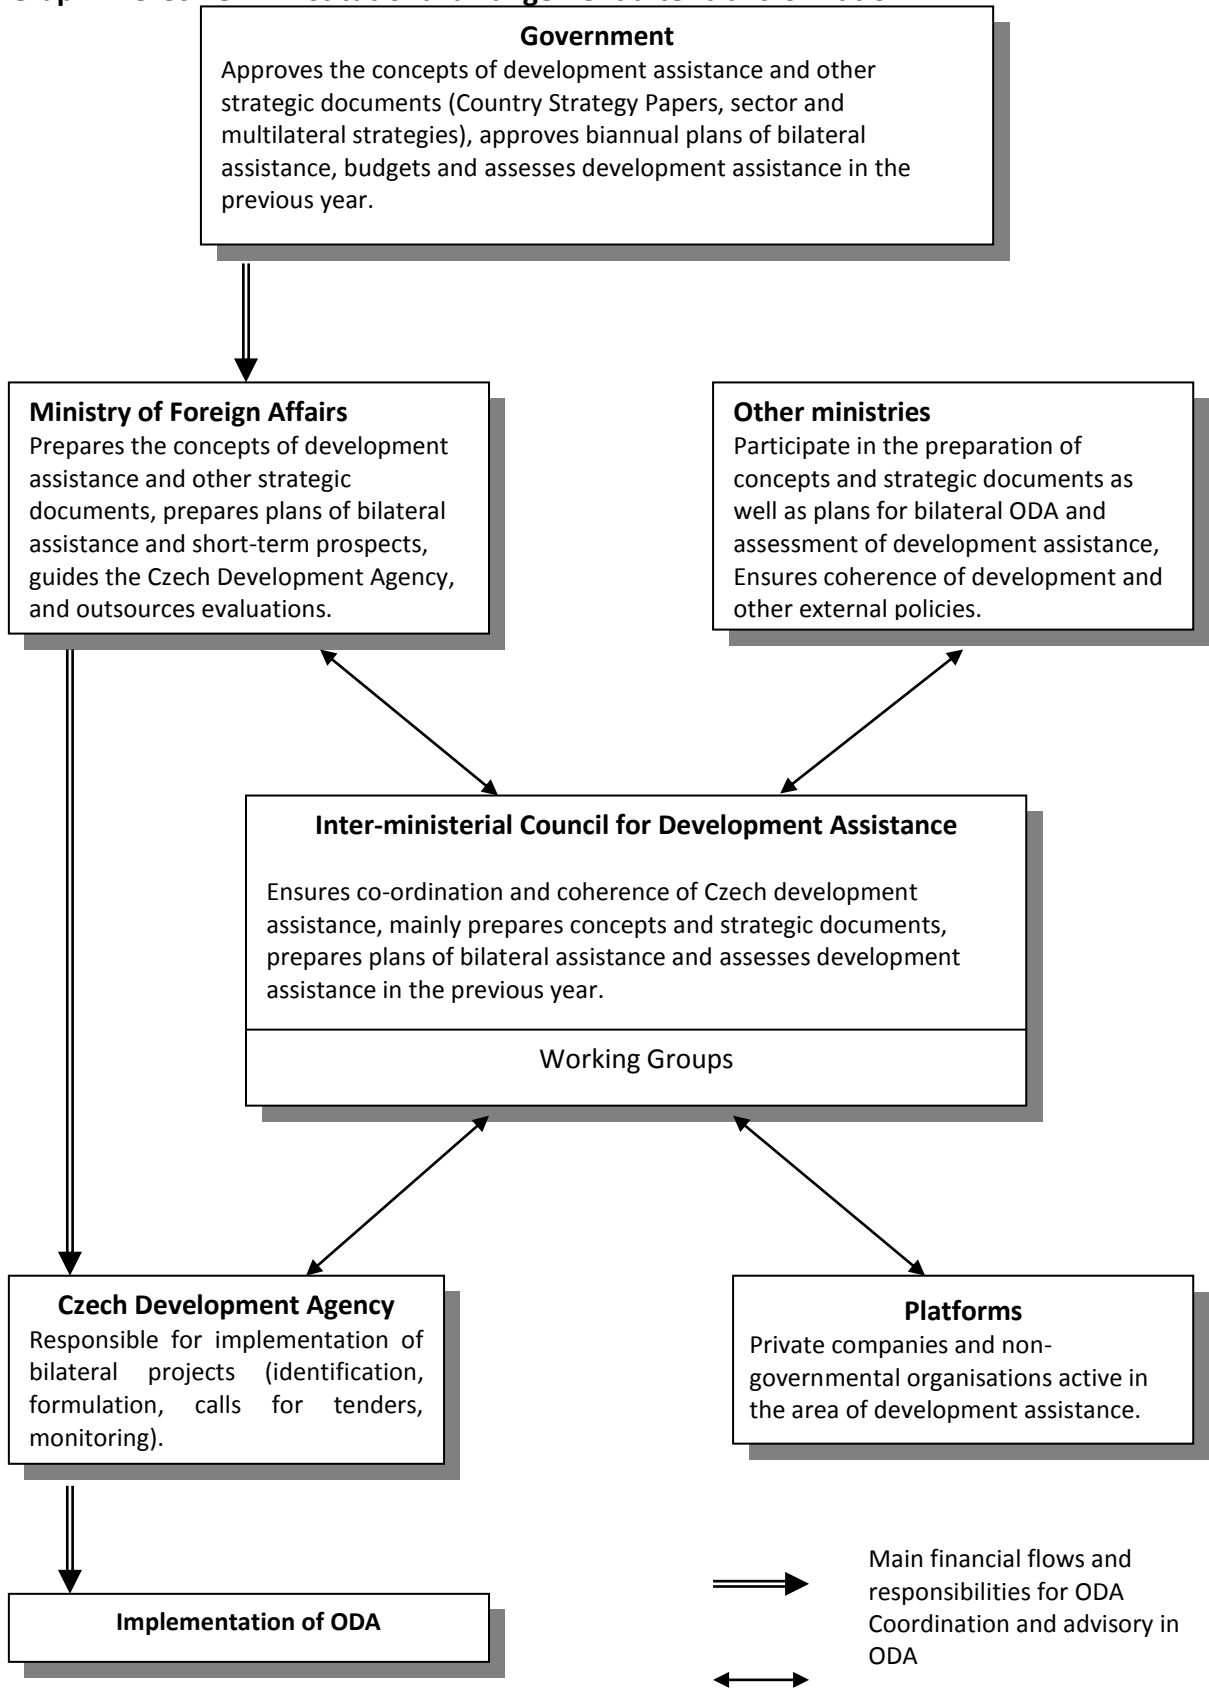 Government
Approves the concepts of development assistance and other
strategic documents (Country Strategy Papers, sector and
multilateral strategies), approves biannual plans of bilateral
assistance, budgets and assesses development assistance in the
previous year.
Ministry of Foreign Affairs
Prepares the concepts of development
assistance and other strategic
documents, prepares plans of bilateral
assistance and short-term prospects,
guides the Czech Development Agency,
and outsources evaluations.
Other ministries
Participate in the preparation of
concepts and strategic documents as
well as plans for bilateral ODA and
assessment of development assistance,
Ensures coherence of development and
other external policies.
Inter-ministerial Council for Development Assistance
Ensures co-ordination and coherence of Czech development
assistance, mainly prepares concepts and strategic documents,
prepares plans of bilateral assistance and assesses development
assistance in the previous year.
Working Groups
Czech Development Agency
Responsible for implementation of
bilateral projects (identification,
formulation, calls for tenders,
monitoring).
Platforms
Private companies and non-
governmental organisations active in
the area of development assistance.
Implementation of ODA
Main financial flows and
responsibilities for ODA
Coordination and advisory in
ODA